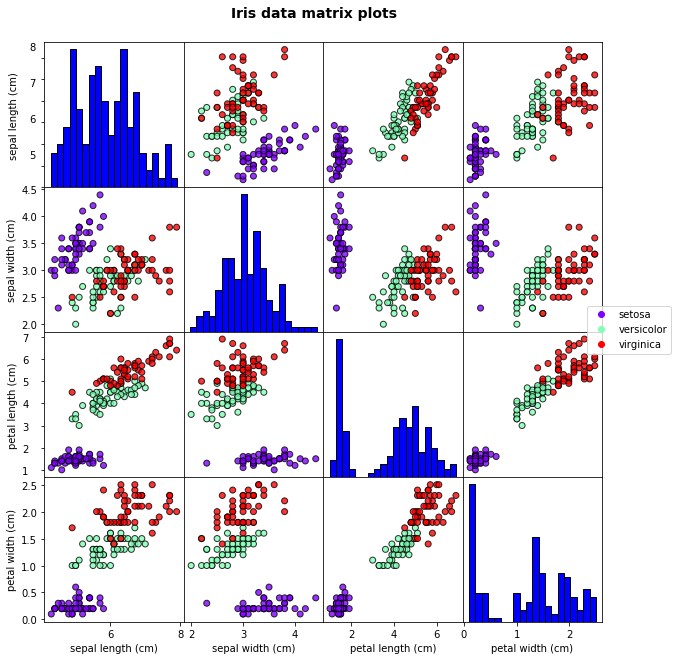 Iris data matrix plots
8
7
6
5
sepal length (cm)
4.5
4.0
3.5
3.0
2.5
2.0
sepal width (cm)
setosa
versicolor
virginica
7
6
5
4
3
2
1
petal length (cm)
2.5
2.0
1.5
1.0
0.5
0.0
petal width (cm)
6 8 2 3 4 2 4 6 0 1 2
sepal length (cm) sepal width (cm) petal length (cm) petal width (cm)